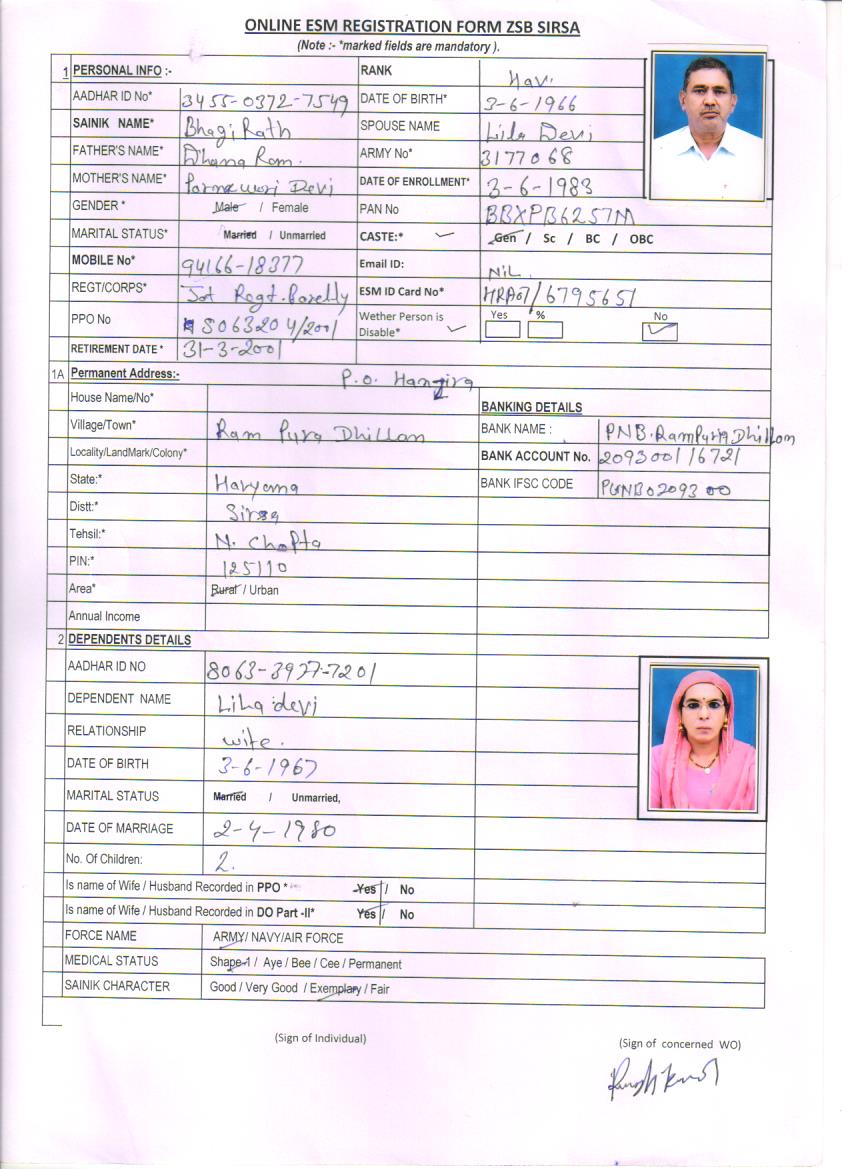 ONLINE ESM REGISTRATION FORM ZSB SIRSA
(Note :- *marked fields are mandatory ).
1 PERSONAL INFO :- RANK Hav.
AADHAR ID No* 3455-0372-7549 DATE OF BIRTH* 3-6-1966
SAINIK NAME* Bhagi Rath SPOUSE NAME Lila Devi
FATHER'S NAME* Dhana Ram. ARMY No* 3177068
MOTHER'S NAME* Devi DATE OF ENROLLMENT* 3-6-1983
GENDER * Male / Female PAN No BBXPB6257M
MARITAL STATUS* Married / Unmarried CASTE:* Gen / Sc / BC / OBC
MOBILE No* 94166-18377 Email ID: NiL.
REGT/CORPS* Jat Regt. Bareilly ESM ID Card No* HRA07/6795651
PPO No S063204/2001 Wether Person is Disable* Yes % No
RETIREMENT DATE * 31-3-2001
1A Permanent Address:- P.O. Hanjira
House Name/No* BANKING DETAILS
Village/Town* Ram Pura Dhillan BANK NAME : PNB. RamPura Dhillon
Locality/LandMark/Colony* BANK ACCOUNT No. 2093001116721
State:* Haryana BANK IFSC CODE PUNB0209300
Distt:* Sirsa
Tehsil:* N. Chopta
PIN:* 125110
Area* Rural / Urban
Annual Income
2 DEPENDENTS DETAILS
AADHAR ID NO 8063-3927-7201
DEPENDENT NAME Lila devi
RELATIONSHIP wife.
DATE OF BIRTH 3-6-1967
MARITAL STATUS Married / Unmarried,
DATE OF MARRIAGE 2-4-1980
No. Of Children: 2.
Is name of Wife / Husband Recorded in PPO * Yes / No
Is name of Wife / Husband Recorded in DO Part -II* Yes / No
FORCE NAME ARMY/ NAVY/AIR FORCE
MEDICAL STATUS Shape-1 / Aye / Bee / Cee / Permanent
SAINIK CHARACTER Good / Very Good / Exemplary / Fair
(Sign of Individual) (Sign of concerned WO)